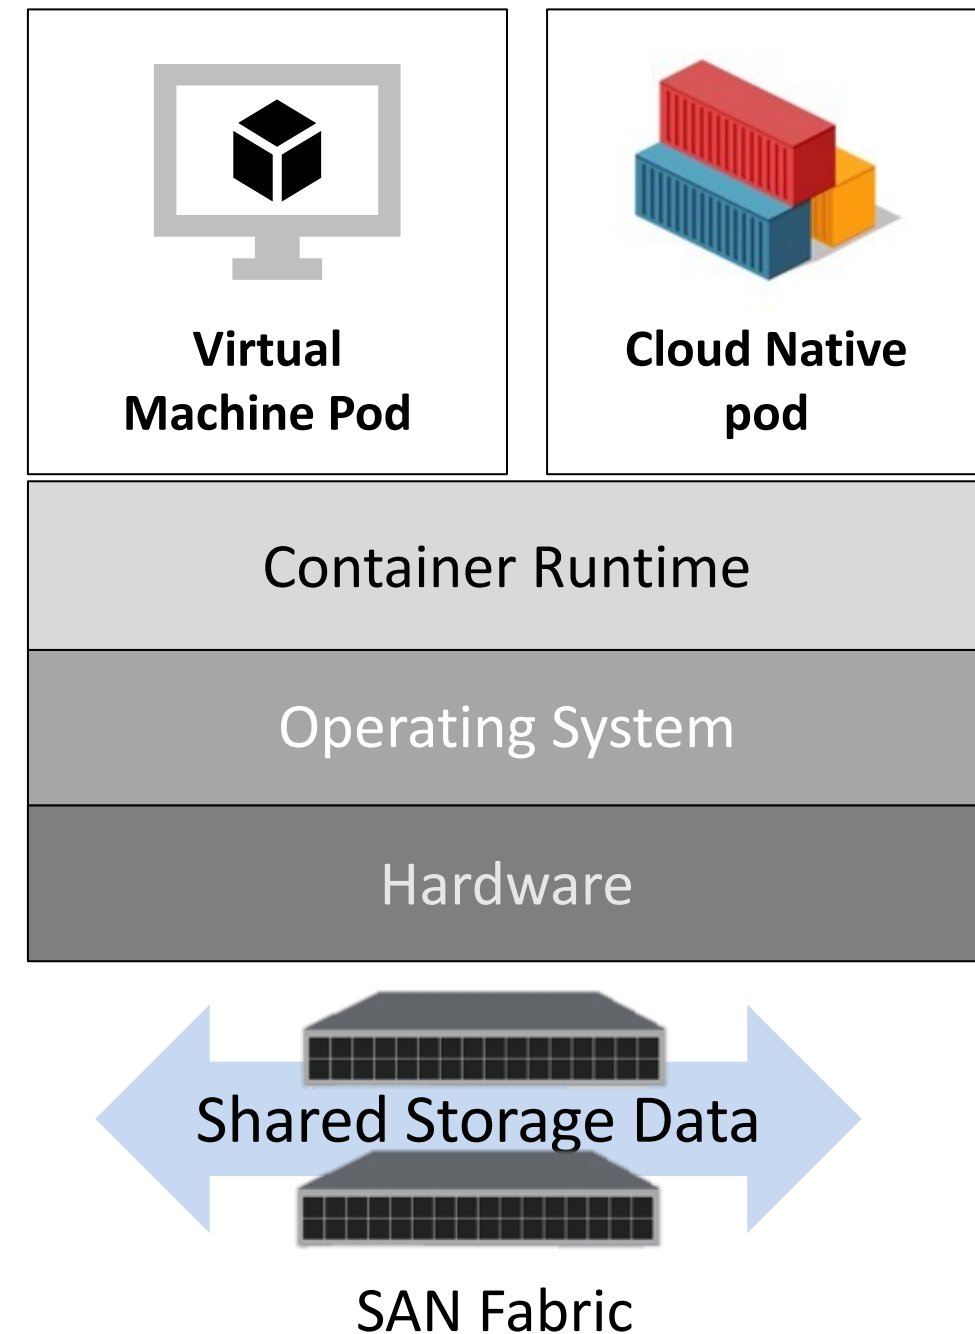 Virtual
Machine Pod
Cloud Native
pod
Container Runtime
Operating System
Hardware
Shared Storage Data
SAN Fabric